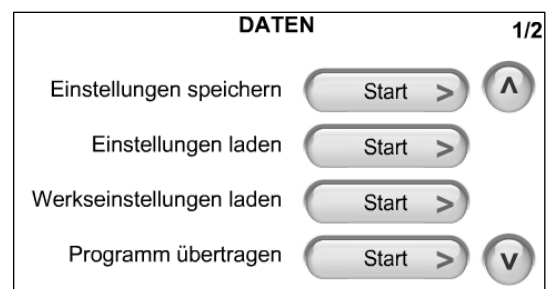 DATEN 1/2
Einstellungen speichern Start > ∧
Einstellungen laden Start >
Werkseinstellungen laden Start >
Programm übertragen Start > ∨